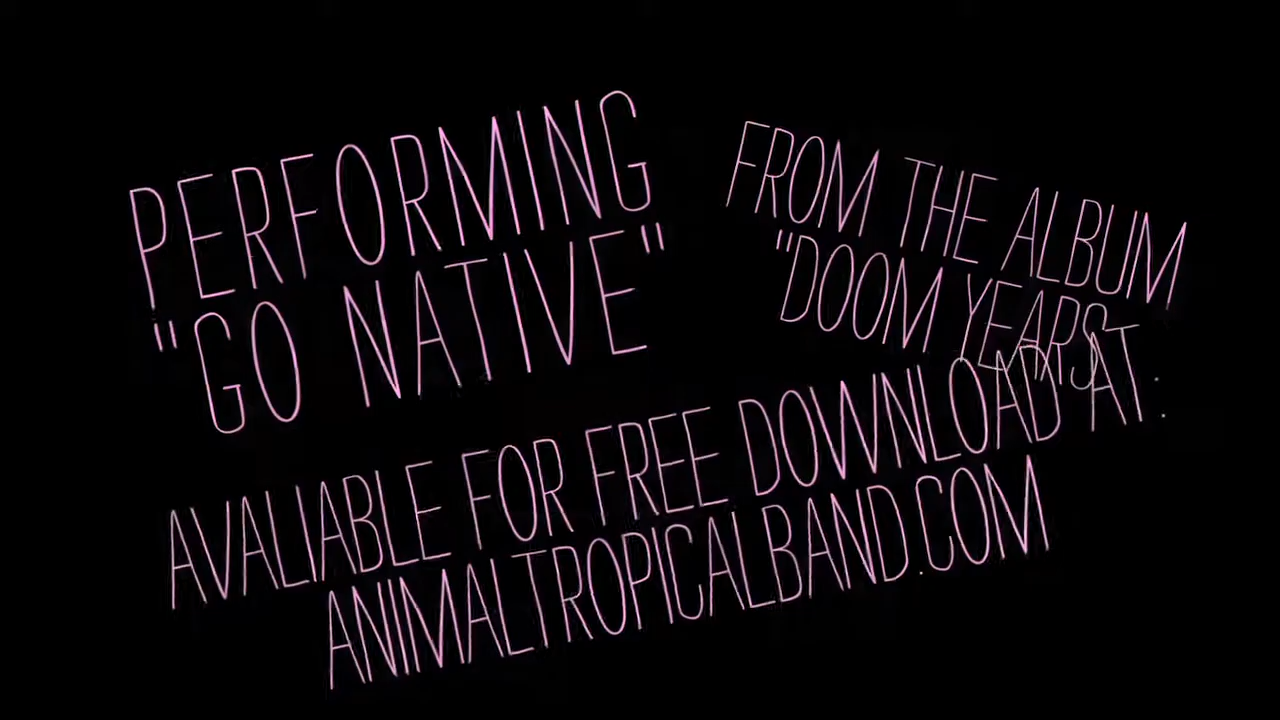 PERFORMING
"GO NATIVE"
FROM THE ALBUM
"DOOM YEARS"
AVALIABLE FOR FREE DOWNLOAD AT :
ANIMALTROPICALBAND.COM